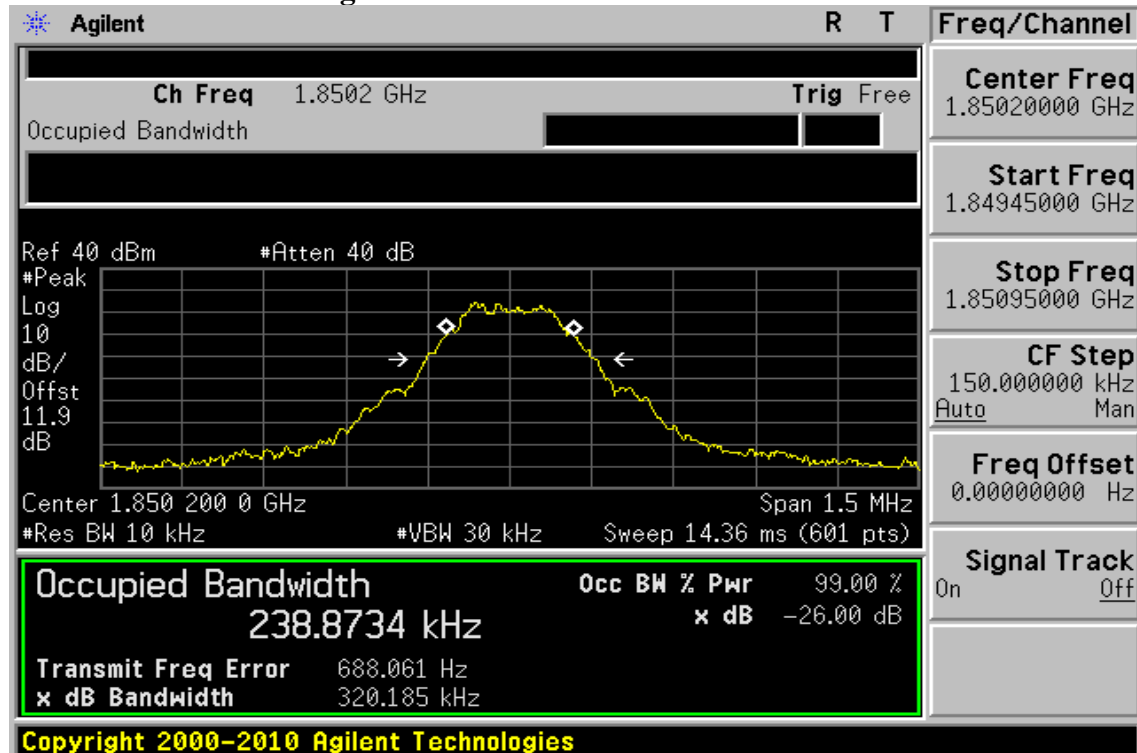 Agilent R T
Ch Freq 1.8502 GHz Trig Free
Occupied Bandwidth
Ref 40 dBm #Atten 40 dB
#Peak
Log
10
dB/
Offst
11.9
dB
Center 1.850 200 0 GHz Span 1.5 MHz
#Res BW 10 kHz #VBW 30 kHz Sweep 14.36 ms (601 pts)
Occupied Bandwidth Occ BW % Pwr 99.00 %
238.8734 kHz x dB -26.00 dB
Transmit Freq Error 688.061 Hz
x dB Bandwidth 320.185 kHz
Copyright 2000-2010 Agilent Technologies
Freq/Channel
Center Freq
1.85020000 GHz
Start Freq
1.84945000 GHz
Stop Freq
1.85095000 GHz
CF Step
150.000000 kHz
Auto Man
Freq Offset
0.00000000 Hz
Signal Track
On Off